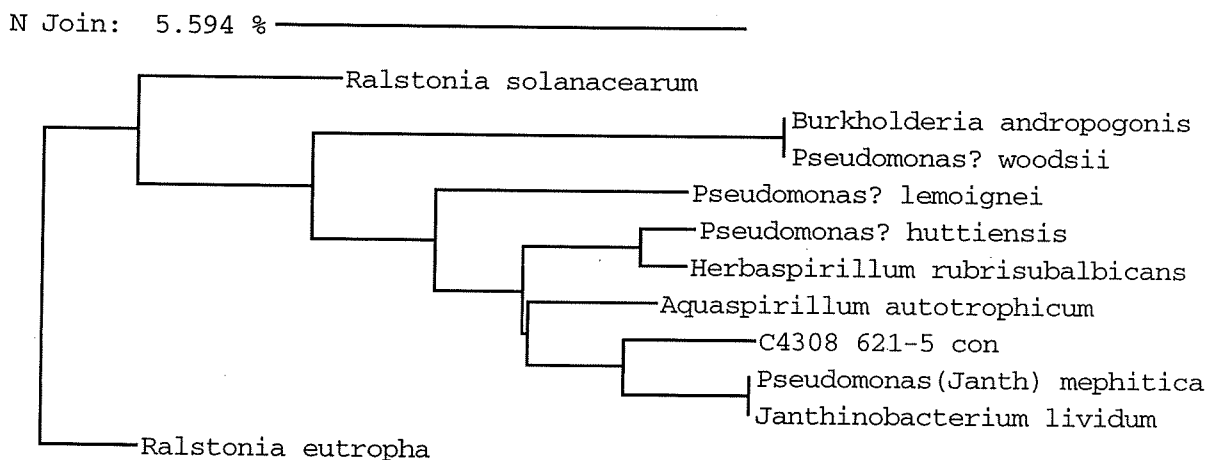 N Join: 5.594 %
Ralstonia solanacearum
Burkholderia andropogonis
Pseudomonas? woodsii
Pseudomonas? lemoignei
Pseudomonas? huttiensis
Herbaspirillum rubrisubalbicans
Aquaspirillum autotrophicum
C4308 621-5 con
Pseudomonas(Janth) mephitica
Janthinobacterium lividum
Ralstonia eutropha